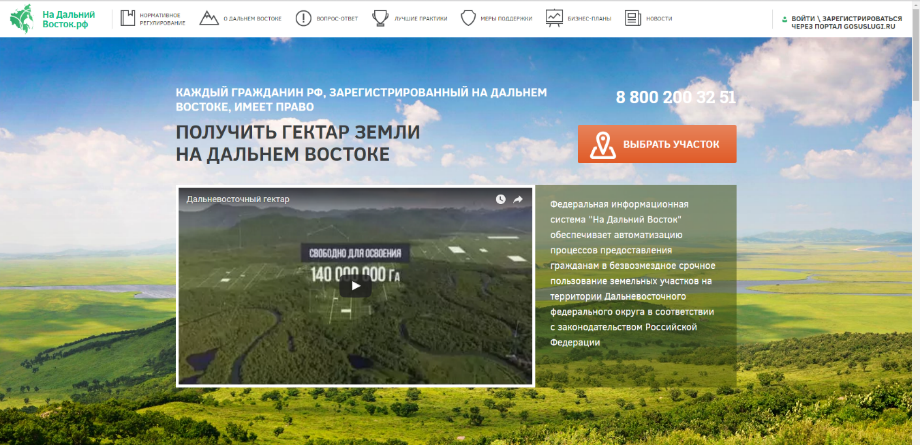 На Дальний
Восток.рф
НОРМАТИВНОЕ
РЕГУЛИРОВАНИЕ
О ДАЛЬНЕМ ВОСТОКЕ
ВОПРОС-ОТВЕТ
ЛУЧШИЕ ПРАКТИКИ
МЕРЫ ПОДДЕРЖКИ
БИЗНЕС-ПЛАНЫ
НОВОСТИ
ВОЙТИ \ ЗАРЕГИСТРИРОВАТЬСЯ
ЧЕРЕЗ ПОРТАЛ GOSUSLUGI.RU
КАЖДЫЙ ГРАЖДАНИН РФ, ЗАРЕГИСТРИРОВАННЫЙ НА ДАЛЬНЕМ
ВОСТОКЕ, ИМЕЕТ ПРАВО
ПОЛУЧИТЬ ГЕКТАР ЗЕМЛИ
НА ДАЛЬНЕМ ВОСТОКЕ
8 800 200 32 51
ВЫБРАТЬ УЧАСТОК
Дальневосточный гектар
СВОБОДНО ДЛЯ ОСВОЕНИЯ
140 000 000 Га
Федеральная информационная
система "На Дальний Восток"
обеспечивает автоматизацию
процессов предоставления
гражданам в безвозмездное срочное
пользование земельных участков на
территории Дальневосточного
федерального округа в соответствии
с законодательством Российской
Федерации